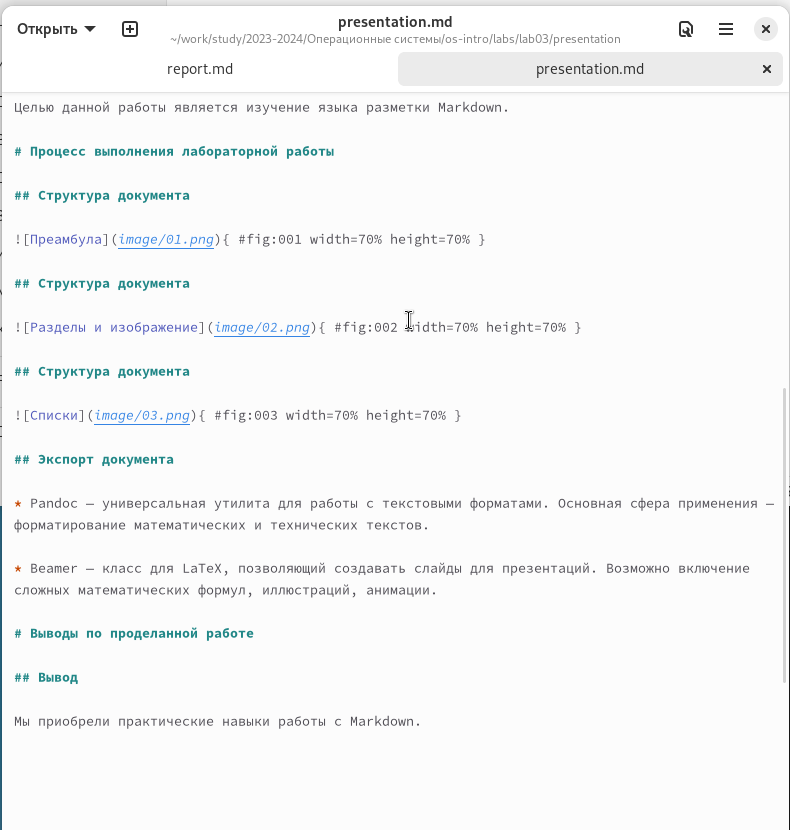 Открыть
presentation.md
~/work/study/2023-2024/Операционные системы/os-intro/labs/lab03/presentation
report.md
presentation.md
Целью данной работы является изучение языка разметки Markdown.
# Процесс выполнения лабораторной работы
## Структура документа
![Преамбула](image/01.png){ #fig:001 width=70% height=70% }
## Структура документа
![Разделы и изображение](image/02.png){ #fig:002 width=70% height=70% }
## Структура документа
![Списки](image/03.png){ #fig:003 width=70% height=70% }
## Экспорт документа
* Pandoc — универсальная утилита для работы с текстовыми форматами. Основная сфера применения —
форматирование математических и технических текстов.
* Beamer — класс для LaTeX, позволяющий создавать слайды для презентаций. Возможно включение
сложных математических формул, иллюстраций, анимации.
# Выводы по проделанной работе
## Вывод
Мы приобрели практические навыки работы с Markdown.